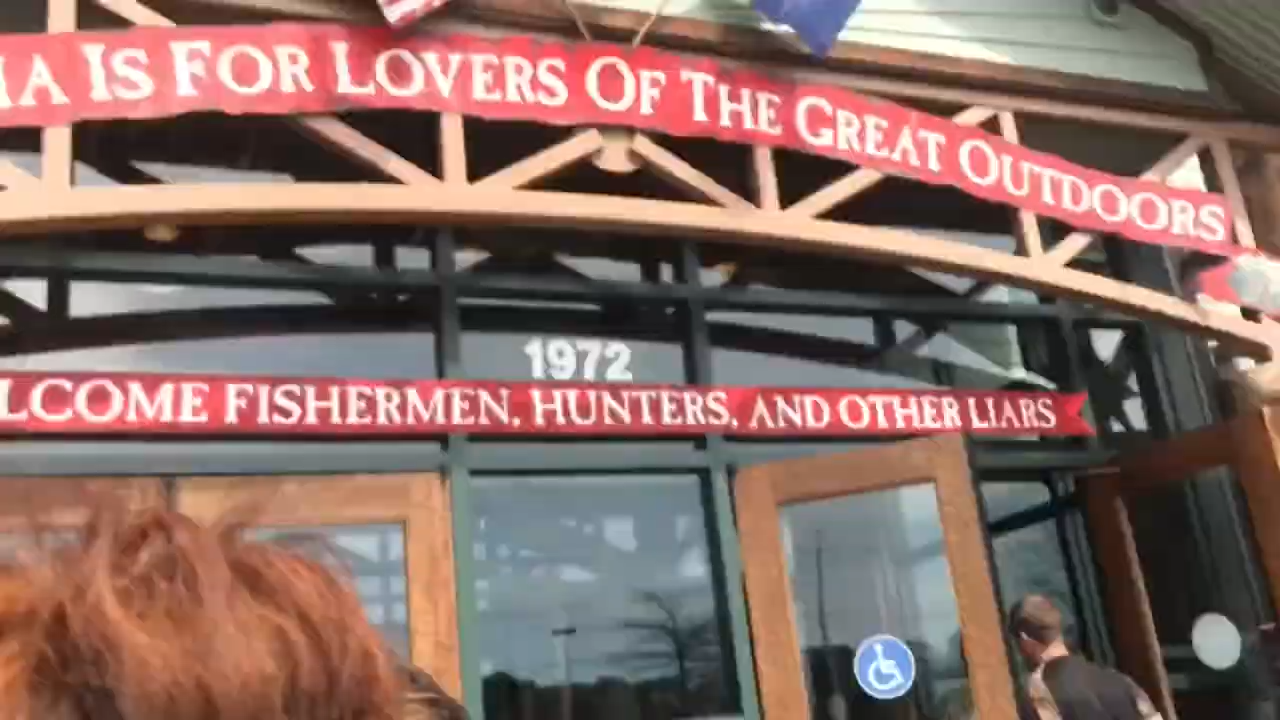 IA IS FOR LOVERS OF THE GREAT OUTDOORS
1972
LCOME FISHERMEN, HUNTERS, AND OTHER LIARS